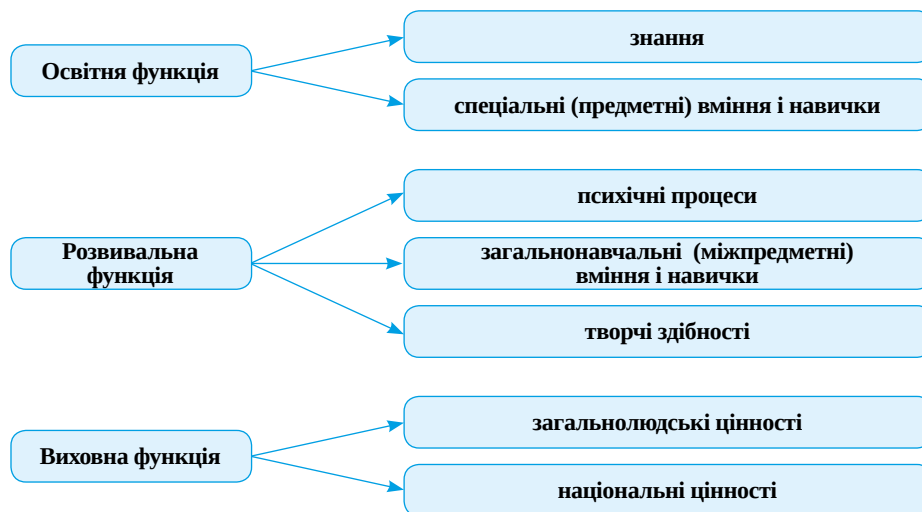 Освітня функція
знання
спеціальні (предметні) вміння і навички
Розвивальна
функція
психічні процеси
загальнонавчальні (міжпредметні)
вміння і навички
творчі здібності
Виховна функція
загальнолюдські цінності
національні цінності